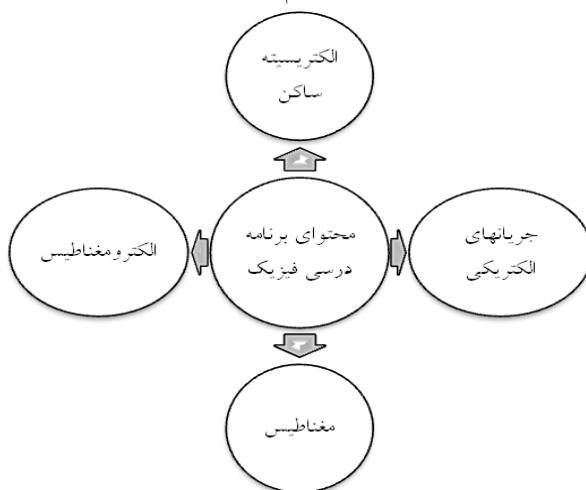 الکتریسیته
ساکن
محتوای برنامه
درسی فیزیک
جریانهای
الکتریکی
الکترومغناطیس
مغناطیس